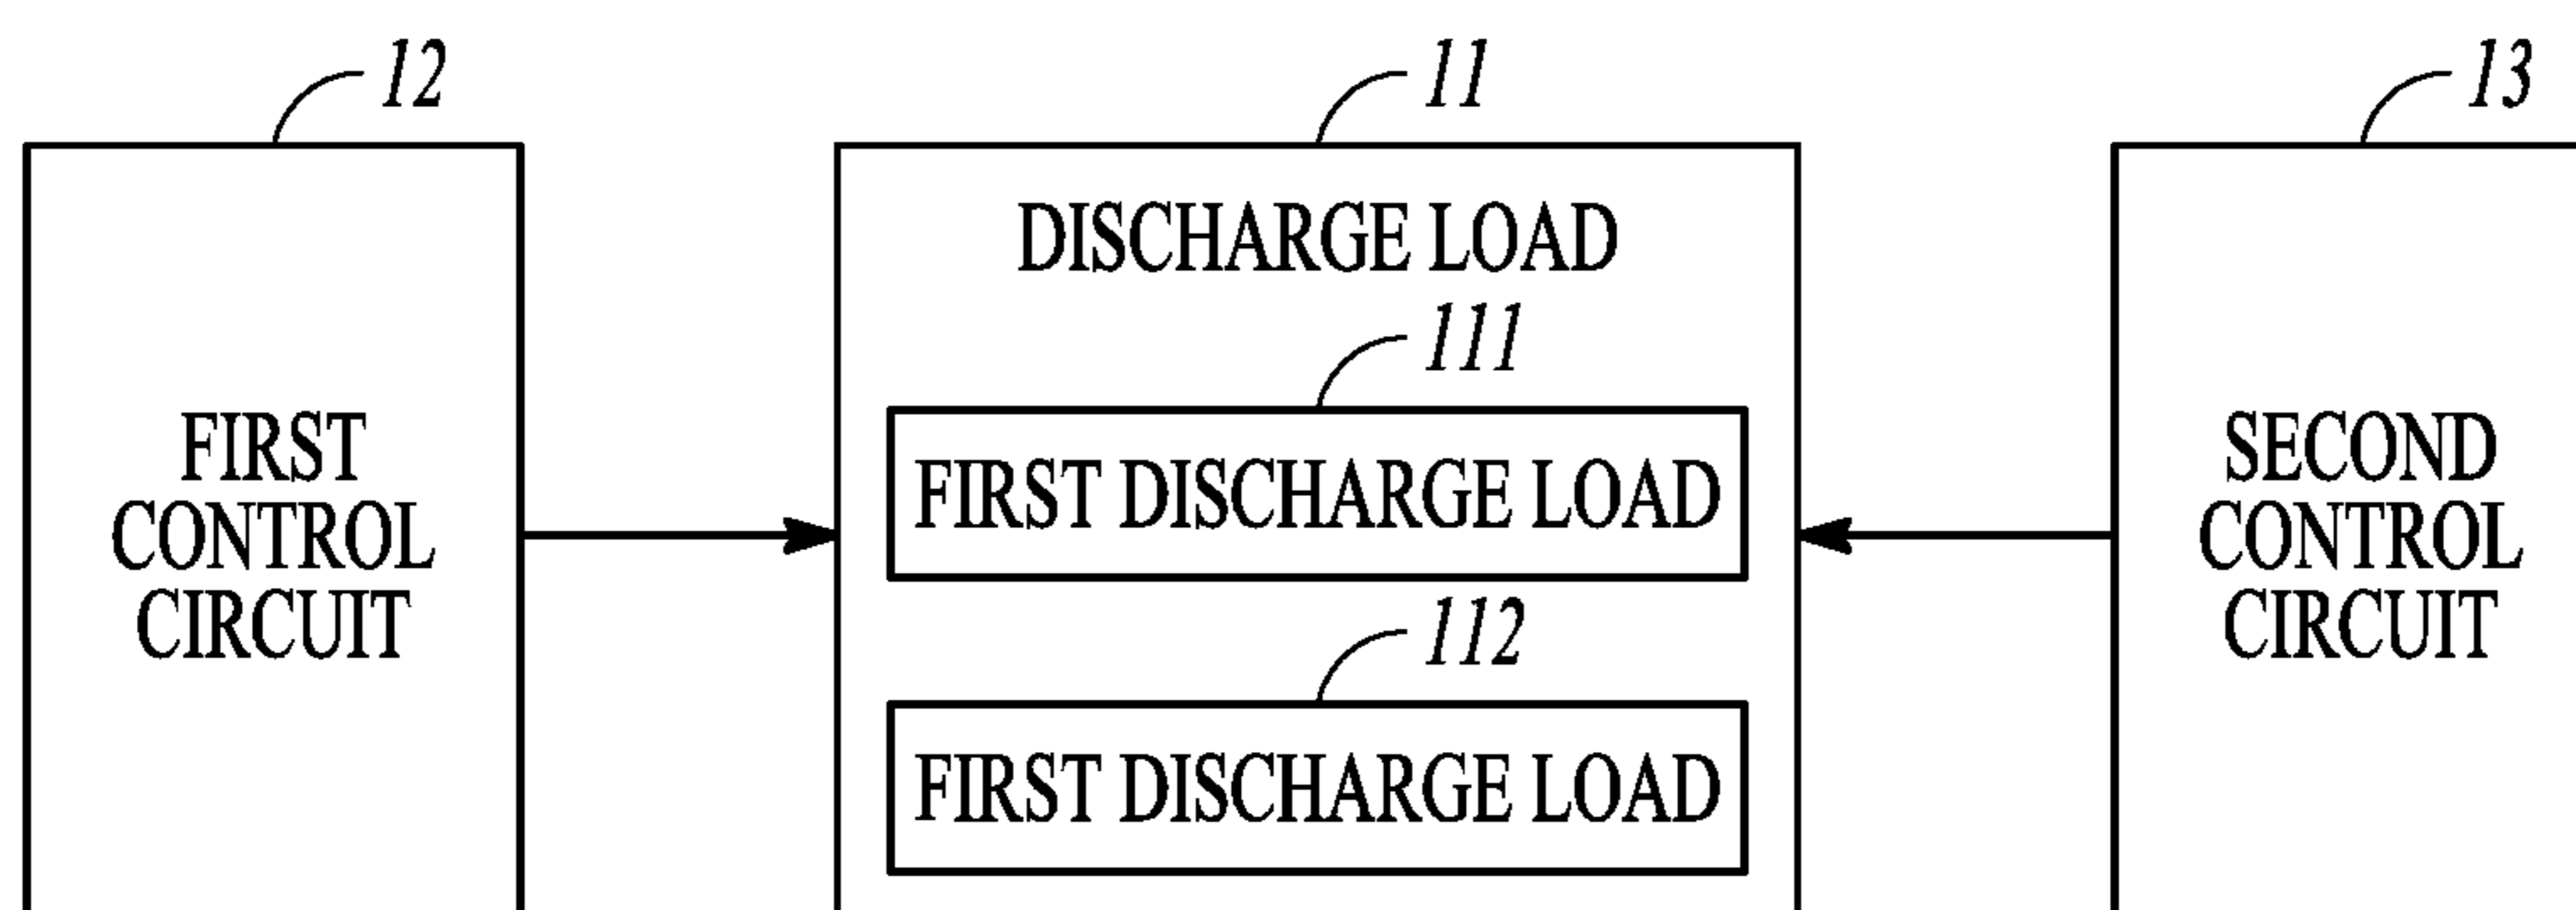 12
11
13
DISCHARGE LOAD
111
FIRST
CONTROL
CIRCUIT
FIRST DISCHARGE LOAD
SECOND
CONTROL
CIRCUIT
112
FIRST DISCHARGE LOAD